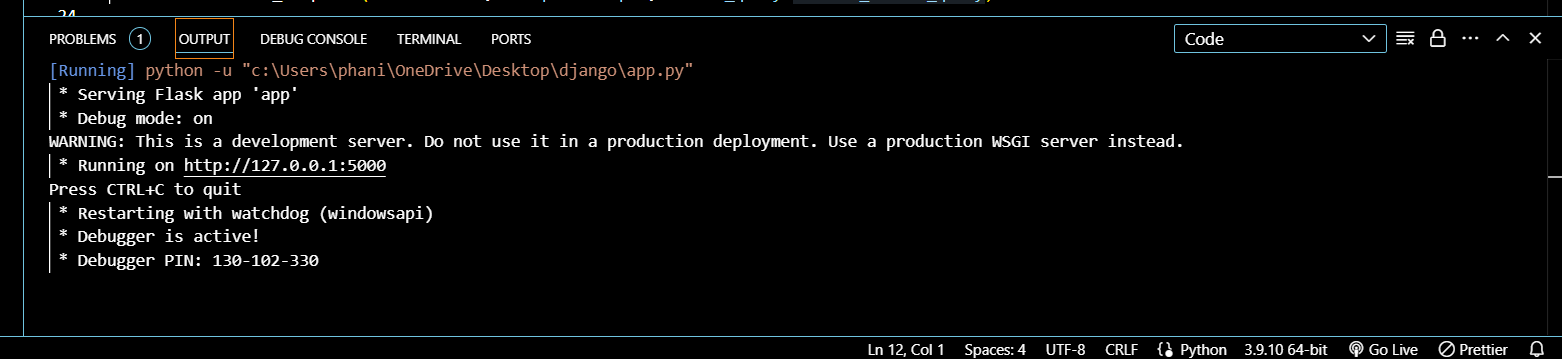 24
PROBLEMS 1 OUTPUT DEBUG CONSOLE TERMINAL PORTS Code
[Running] python -u "c:\Users\phani\OneDrive\Desktop\django\app.py"
* Serving Flask app 'app'
* Debug mode: on
WARNING: This is a development server. Do not use it in a production deployment. Use a production WSGI server instead.
* Running on http://127.0.0.1:5000
Press CTRL+C to quit
* Restarting with watchdog (windowsapi)
* Debugger is active!
* Debugger PIN: 130-102-330
Ln 12, Col 1 Spaces: 4 UTF-8 CRLF Python 3.9.10 64-bit Go Live Prettier